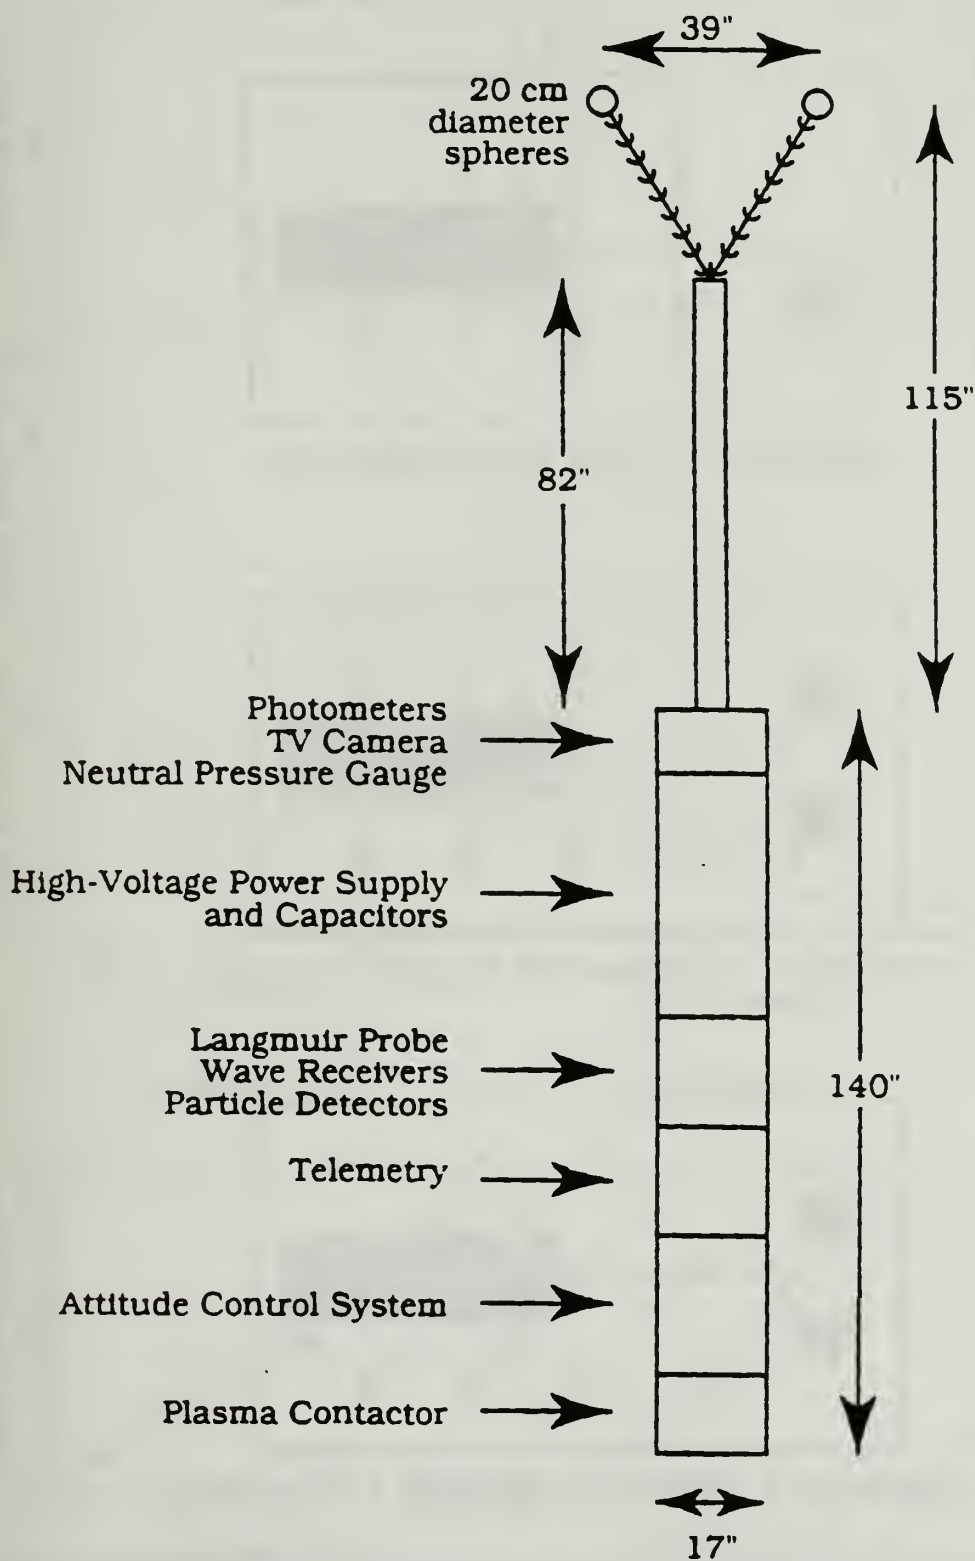 39"
20 cm
diameter
spheres
115"
82"
Photometers
TV Camera
Neutral Pressure Gauge
High-Voltage Power Supply
and Capacitors
Langmuir Probe
Wave Receivers
Particle Detectors
140"
Telemetry
Attitude Control System
Plasma Contactor
17"